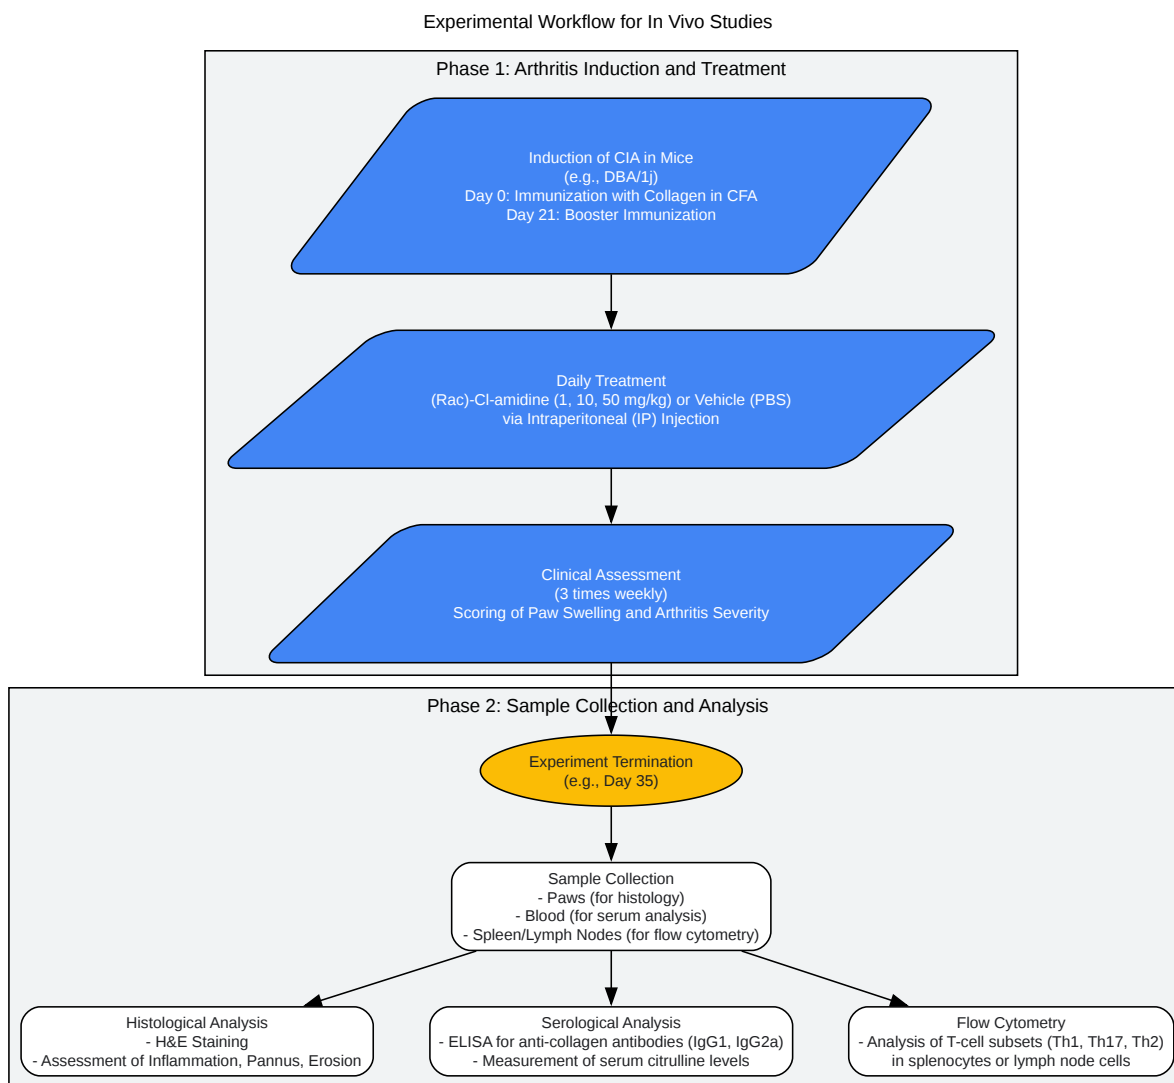 Experimental Workflow for In Vivo Studies
Phase 1: Arthritis Induction and Treatment
Induction of CIA in Mice
(e.g., DBA/1j)
Day 0: Immunization with Collagen in CFA
Day 21: Booster Immunization
Daily Treatment
(Rac)-Cl-amidine (1, 10, 50 mg/kg) or Vehicle (PBS)
via Intraperitoneal (IP) Injection
Clinical Assessment
(3 times weekly)
Scoring of Paw Swelling and Arthritis Severity
Phase 2: Sample Collection and Analysis
Experiment Termination
(e.g., Day 35)
Sample Collection
- Paws (for histology)
- Blood (for serum analysis)
- Spleen/Lymph Nodes (for flow cytometry)
Histological Analysis
- H&E Staining
- Assessment of Inflammation, Pannus, Erosion
Serological Analysis
- ELISA for anti-collagen antibodies (IgG1, IgG2a)
- Measurement of serum citrulline levels
Flow Cytometry
- Analysis of T-cell subsets (Th1, Th17, Th2)
in splenocytes or lymph node cells